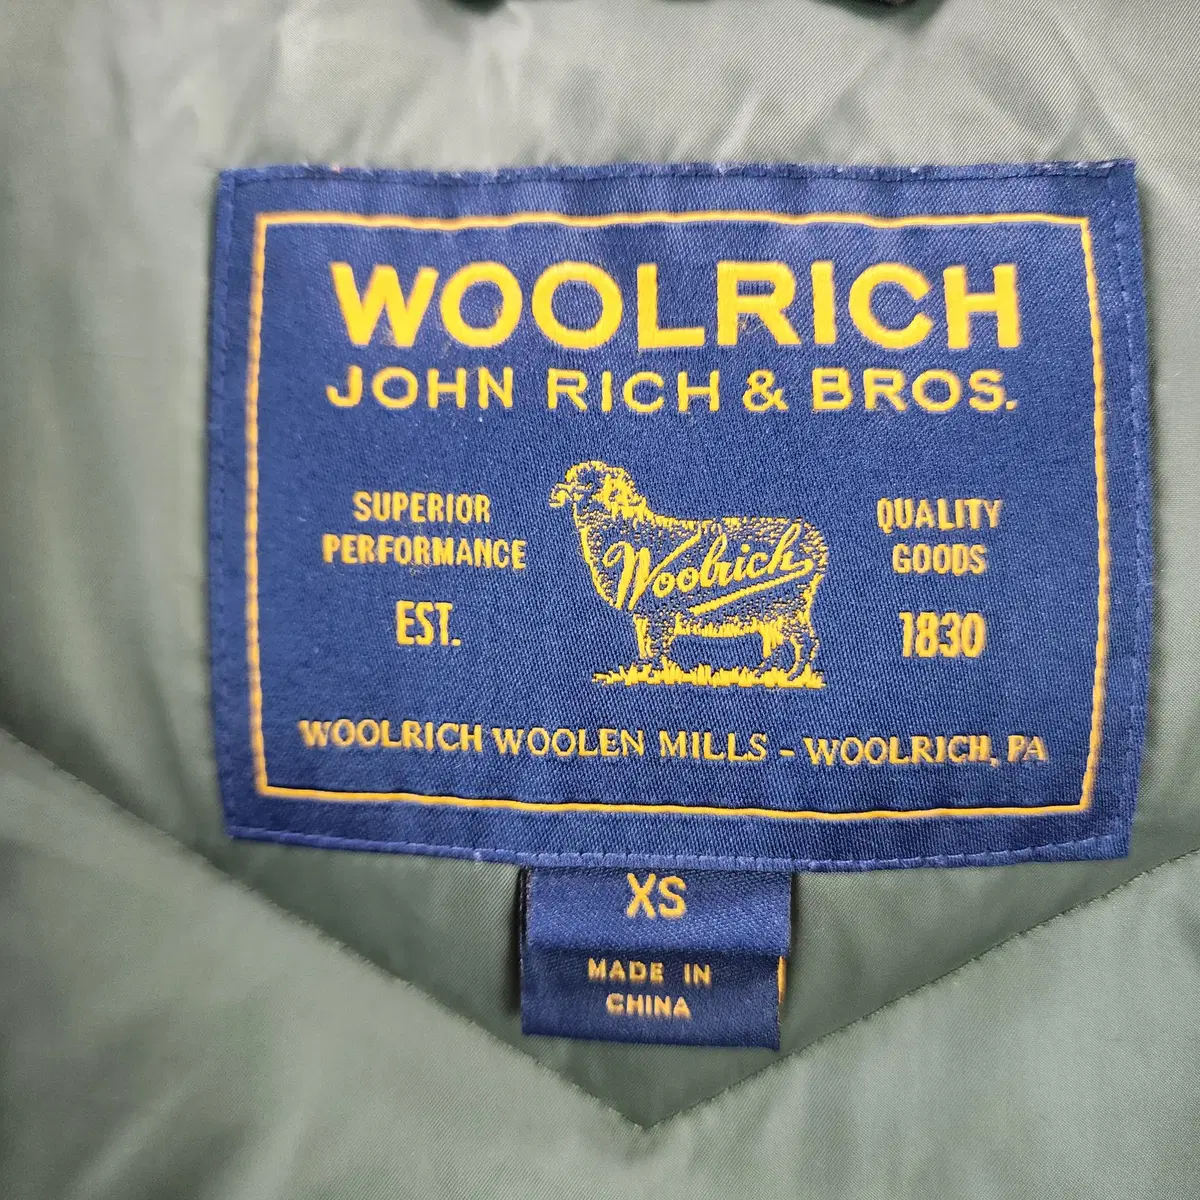 WOOLRICH
JOHN RICH & BROS.
SUPERIOR
PERFORMANCE
EST.
Woolrich
QUALITY
GOODS
1830
WOOLRICH WOOLEN MILLS - WOOLRICH, PA
XS
MADE IN
CHINA